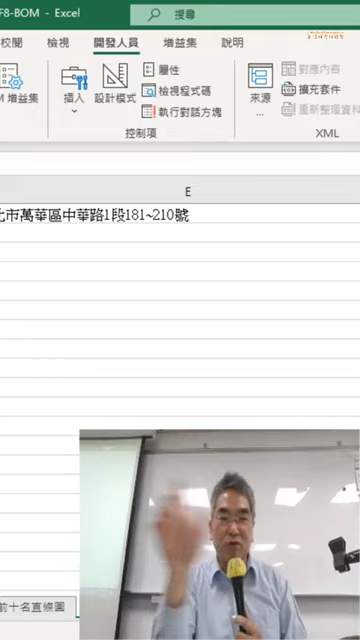 F8-BOM - Excel
搜尋
校閱 檢視 開發人員 增益集 說明
M 增益集
插入
設計模式
屬性
檢視程式碼
執行對話方塊
控制項
來源
...
對應內容
擴充套件
重新整理資料
XML
E
北市萬華區中華路1段181~210號
前十名直條圖